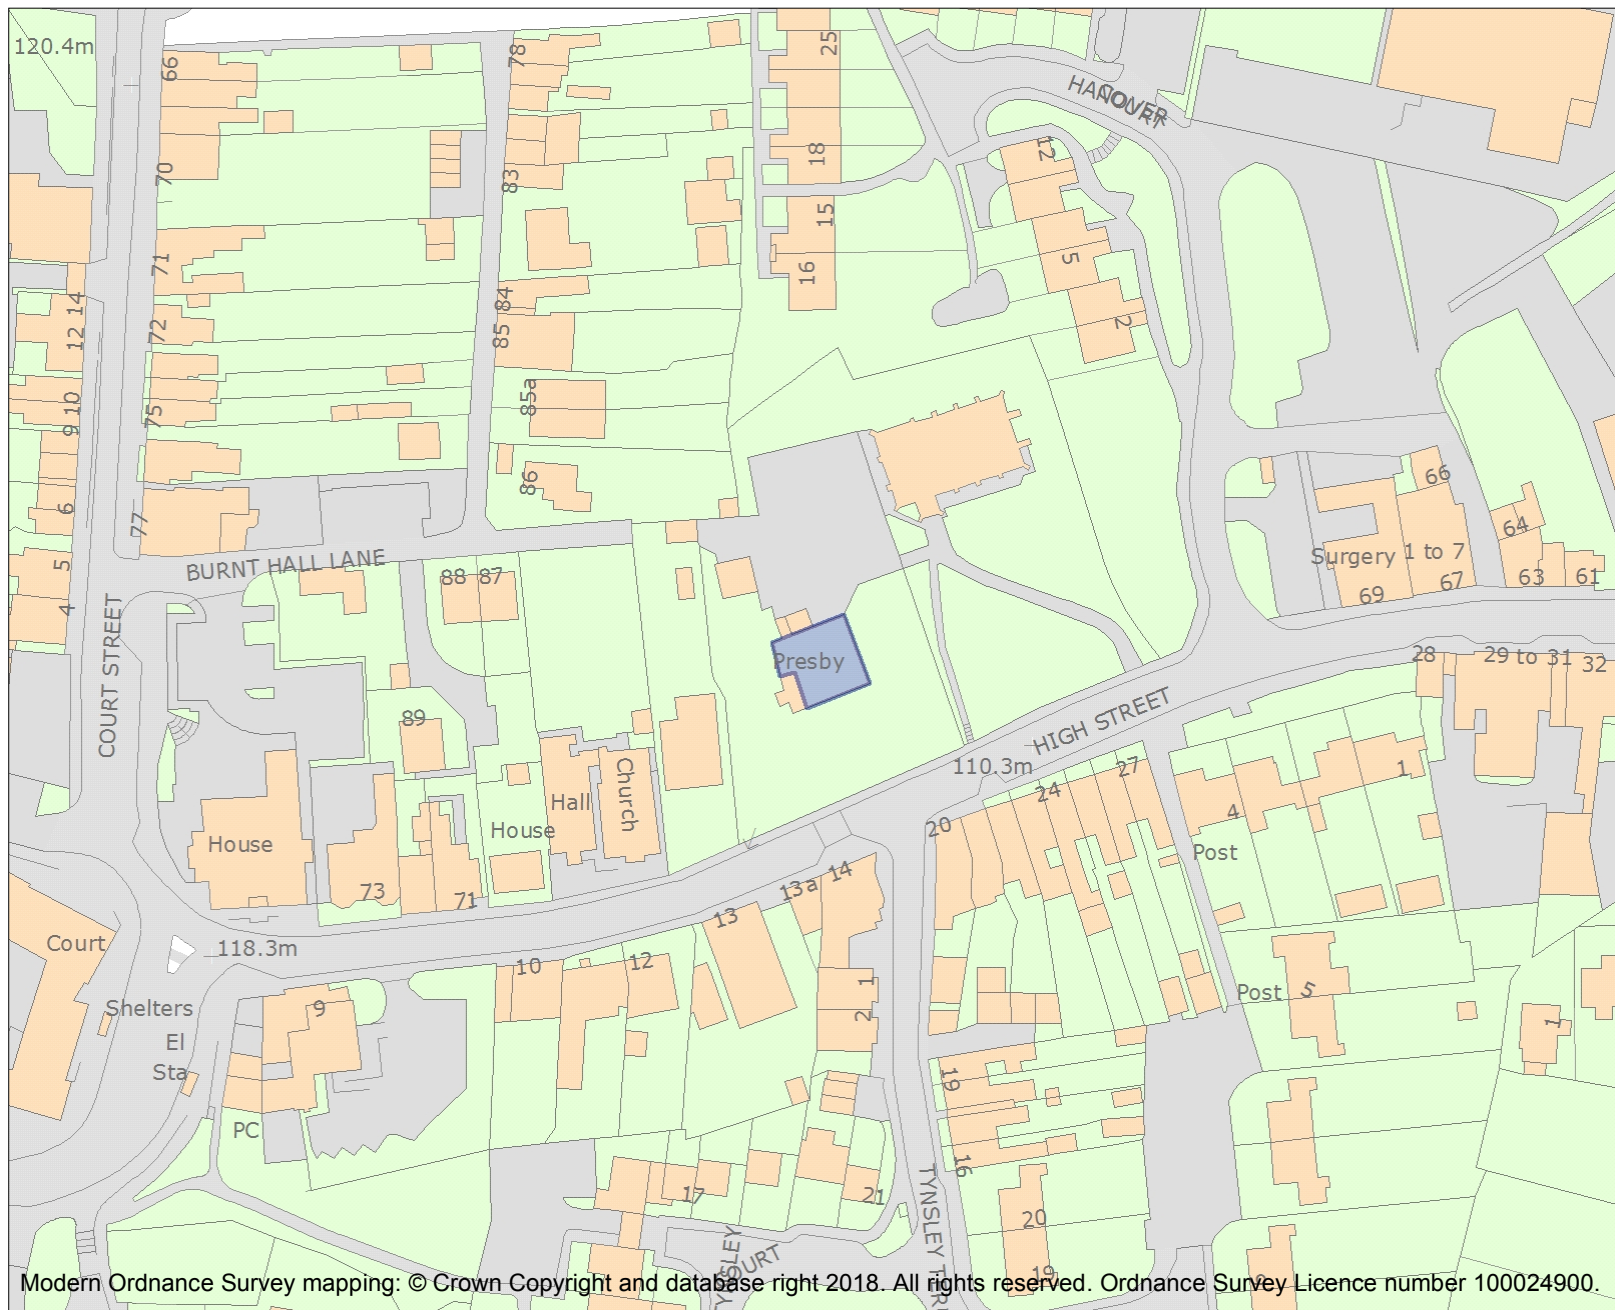 120.4m
66
78
25
HANOVER
COURT
70
83
18
12
15
71
16
5
84
12 14
72
85
2
85a
9 10
75
86
66
6
77
64
BURNT HALL LANE
Surgery
1 to 7
5
88 87
69
67
63
61
4
COURT STREET
Presby
28
29 to 31
32
89
HIGH STREET
110.3m
27
1
Hall
Church
24
4
House
House
20
Post
73
71
13a 14
13
Court
118.3m
10
12
1
2
Post
5
Shelters
9
1
El
Sta
19
PC
16
17
21
TYNSLEY
20
19
COURT
Modern Ordnance Survey mapping: © Crown Copyright and database right 2018. All rights reserved. Ordnance Survey Licence number 100024900.